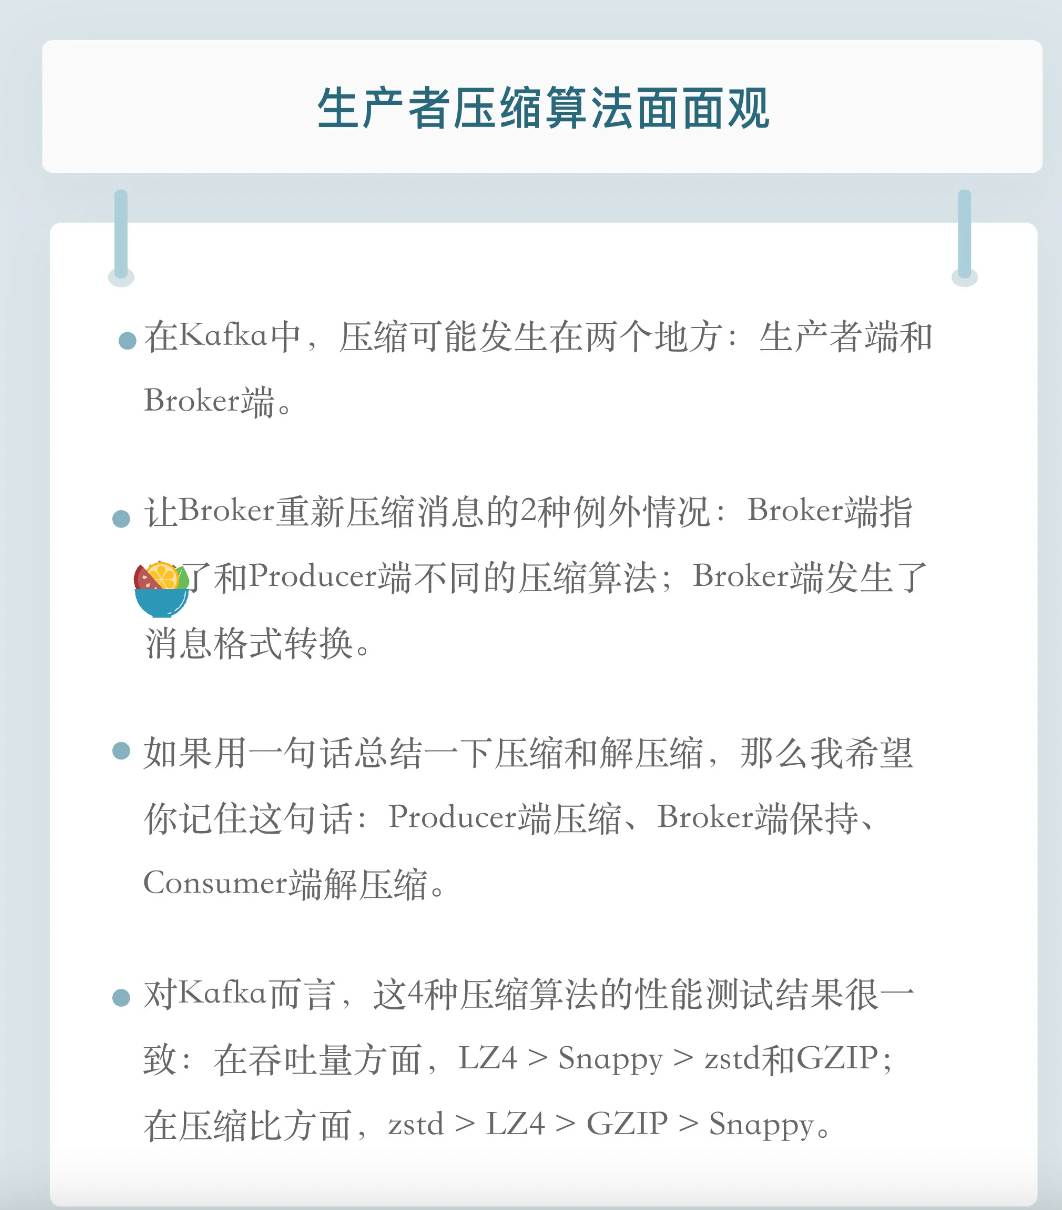 生产者压缩算法面面观
在Kafka中，压缩可能发生在两个地方：生产者端和
Broker端。
让Broker重新压缩消息的2种例外情况：Broker端指
了和Producer端不同的压缩算法；Broker端发生了
消息格式转换。
如果用一句话总结一下压缩和解压缩，那么我希望
你记住这句话：Producer端压缩、Broker端保持、
Consumer端解压缩。
对Kafka而言，这4种压缩算法的性能测试结果很一
致：在吞吐量方面，LZ4 > Snappy > zstd和GZIP；
在压缩比方面，zstd > LZ4 > GZIP > Snappy。